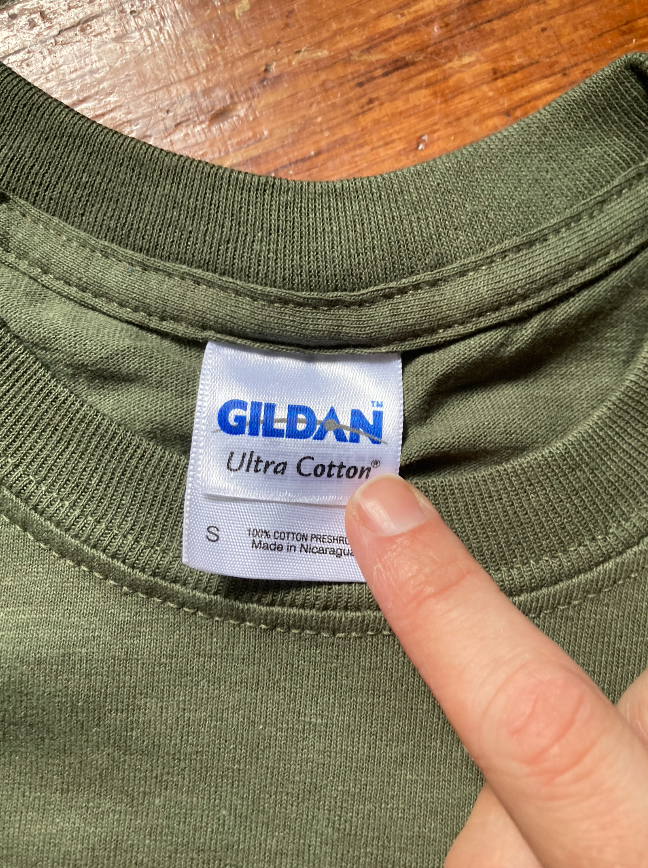 GILDAN™
Ultra Cotton®
S
100% COTTON
Made in Nicaragua